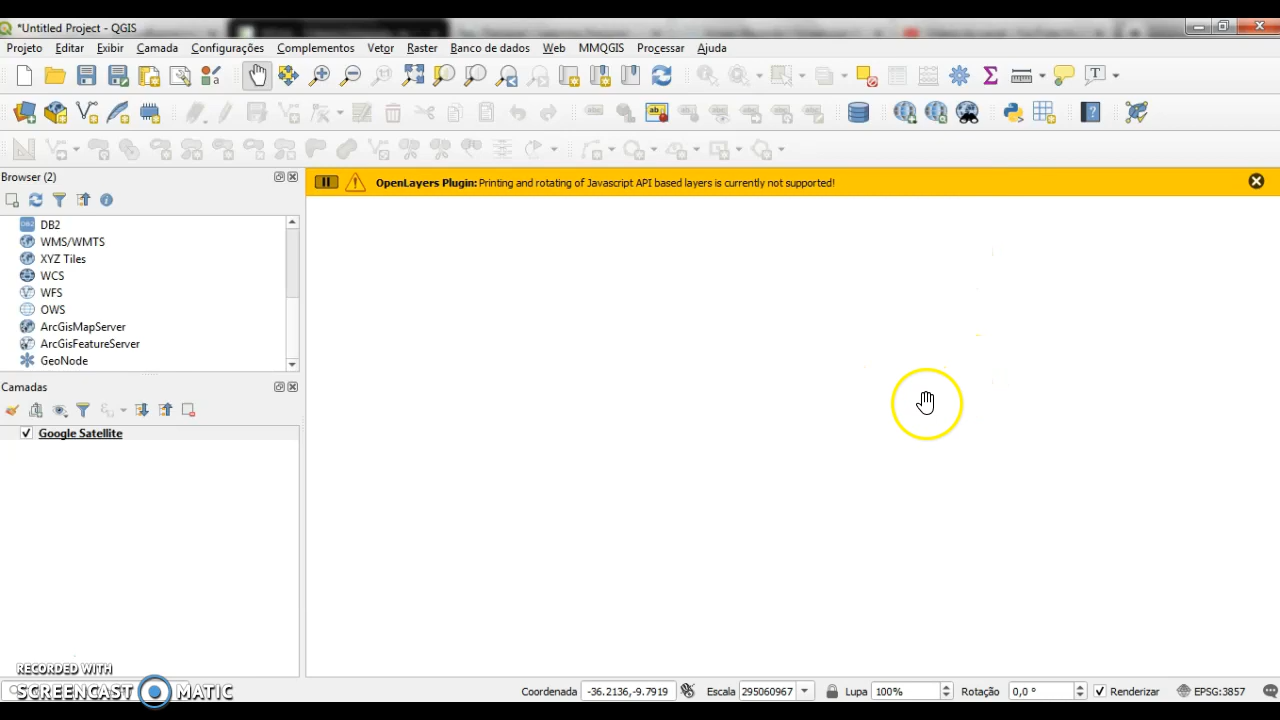 *Untitled Project - QGIS
Projeto Editar Exibir Camada Configurações Complementos Vetor Raster Banco de dados Web MMQGIS Processar Ajuda
Browser (2)
OpenLayers Plugin: Printing and rotating of Javascript API based layers is currently not supported!
DB2
WMS/WMTS
XYZ Tiles
WCS
WFS
OWS
ArcGisMapServer
ArcGisFeatureServer
GeoNode
Camadas
Google Satellite
RECORDED WITH
SCREENCAST MATIC
Coordenada -36.2136,-9.7919 Escala 295060967 Lupa 100% Rotação 0,0 ° Renderizar EPSG:3857